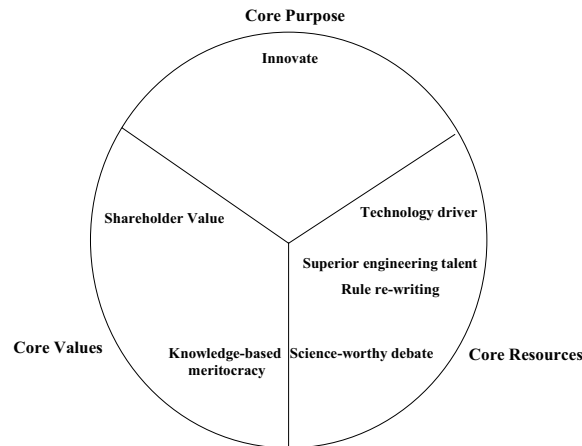 Core Purpose
Innovate
Shareholder Value
Technology driver
Superior engineering talent
Rule re-writing
Core Values
Knowledge-based
meritocracy
Science-worthy debate
Core Resources